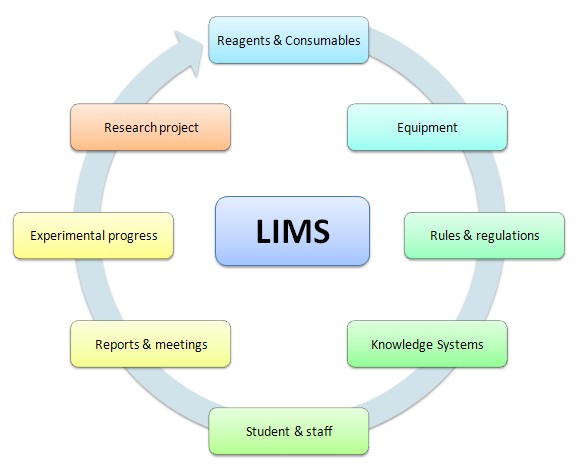 Reagents & Consumables
Equipment
Rules & regulations
Knowledge Systems
Student & staff
Reports & meetings
Experimental progress
Research project
LIMS